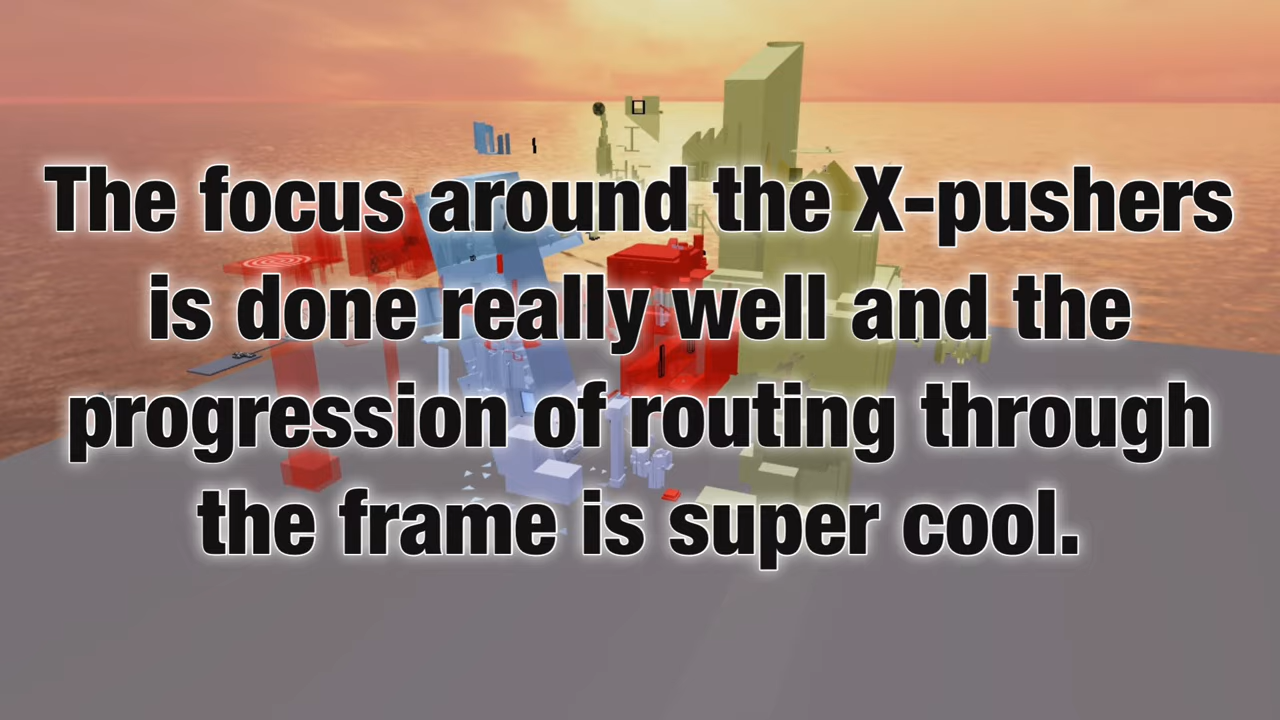 The focus around the X-pushers
is done really well and the
progression of routing through
the frame is super cool.